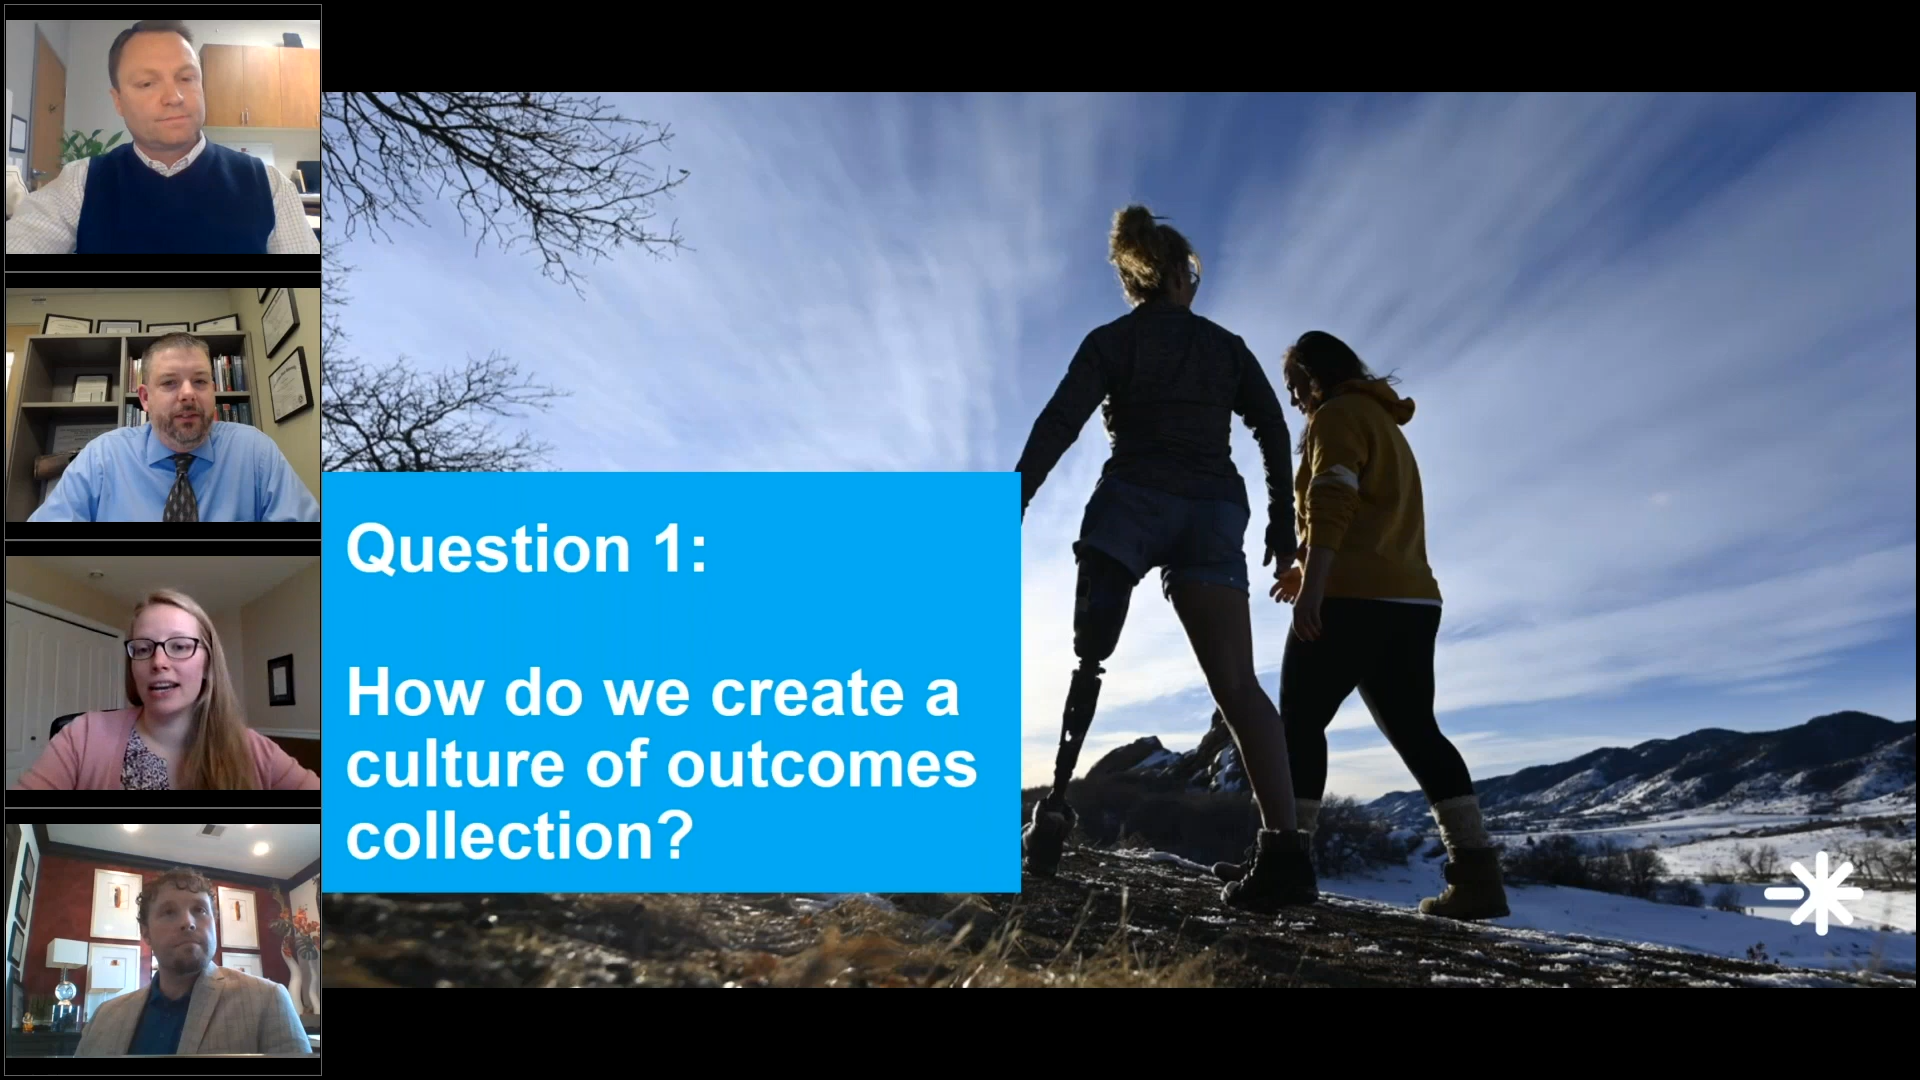 Question 1:
How do we create a
culture of outcomes
collection?